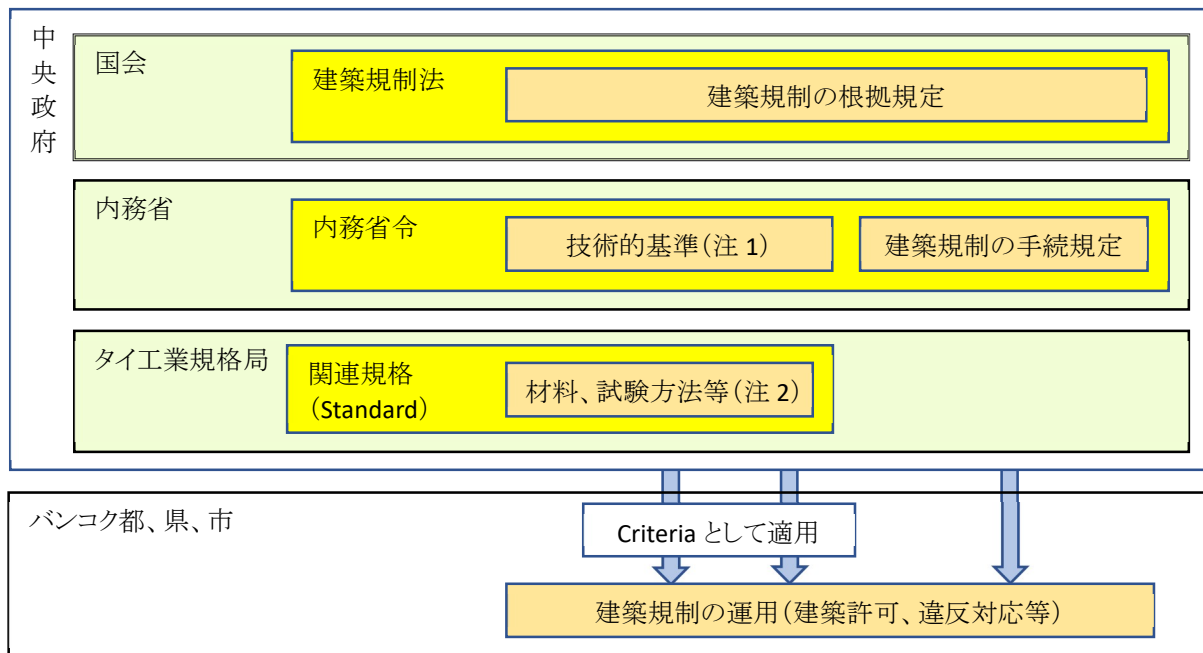 中央政府
国会
建築規制法
建築規制の根拠規定
内務省
内務省令
技術的基準(注 1)
建築規制の手続規定
タイ工業規格局
関連規格
(Standard)
材料、試験方法等(注 2)
バンコク都、県、市
Criteria として適用
建築規制の運用(建築許可、違反対応等)